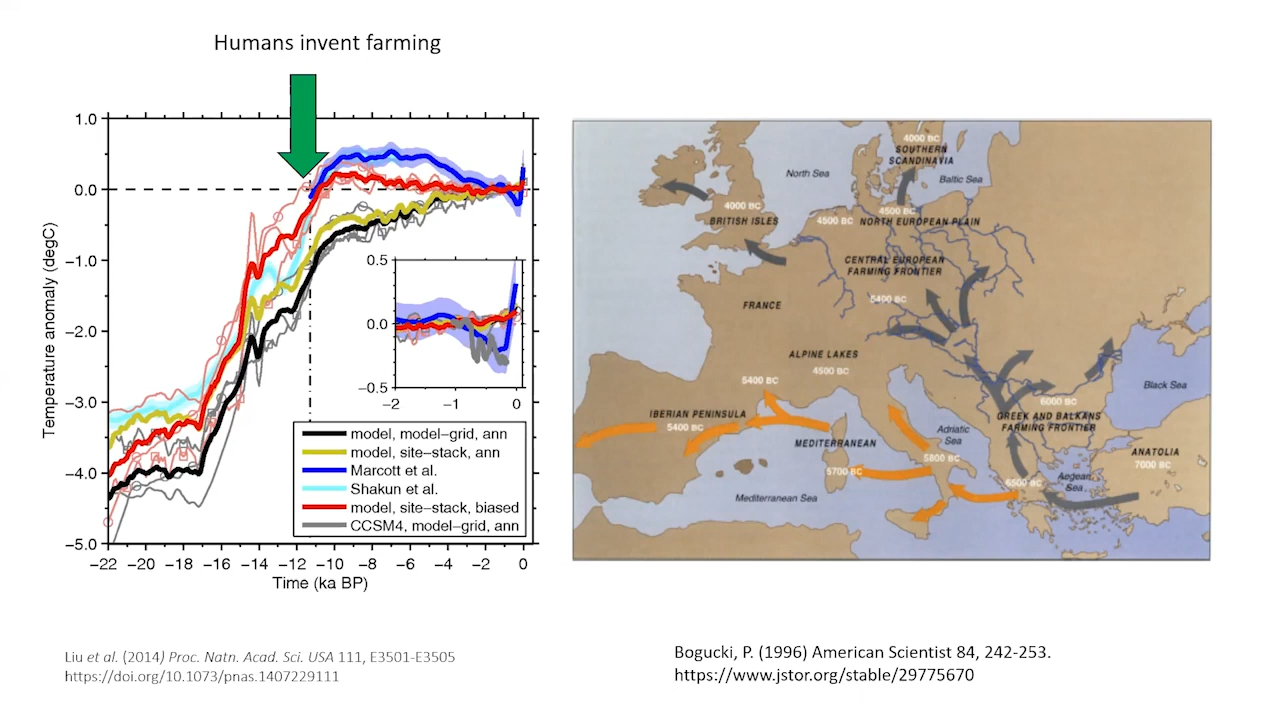 Humans invent farming
1.0
0.0
−1.0
−2.0
−3.0
−4.0
−5.0
Temperature anomaly (degC)
−22
−20
−18
−16
−14
−12
−10
−8
−6
−4
−2
0
Time (ka BP)
0.5
0.0
−0.5
−2
−1
0
model, model−grid, ann
model, site−stack, ann
Marcott et al.
Shakun et al.
model, site−stack, biased
CCSM4, model−grid, ann
4000 BC
SOUTHERN
SCANDINAVIA
North Sea
Baltic Sea
4000 BC
BRITISH ISLES
4500 BC
4500 BC
NORTH EUROPEAN PLAIN
CENTRAL EUROPEAN
FARMING FRONTIER
5400 BC
FRANCE
ALPINE LAKES
4500 BC
5400 BC
IBERIAN PENINSULA
5400 BC
MEDITERRANEAN
5700 BC
Adriatic
Sea
5800 BC
Mediterranean Sea
6000 BC
GREEK AND BALKANS
FARMING FRONTIER
Black Sea
ANATOLIA
7000 BC
6500 BC
Aegean
Sea
Liu et al. (2014) Proc. Natn. Acad. Sci. USA 111, E3501-E3505
https://doi.org/10.1073/pnas.1407229111
Bogucki, P. (1996) American Scientist 84, 242-253.
https://www.jstor.org/stable/29775670